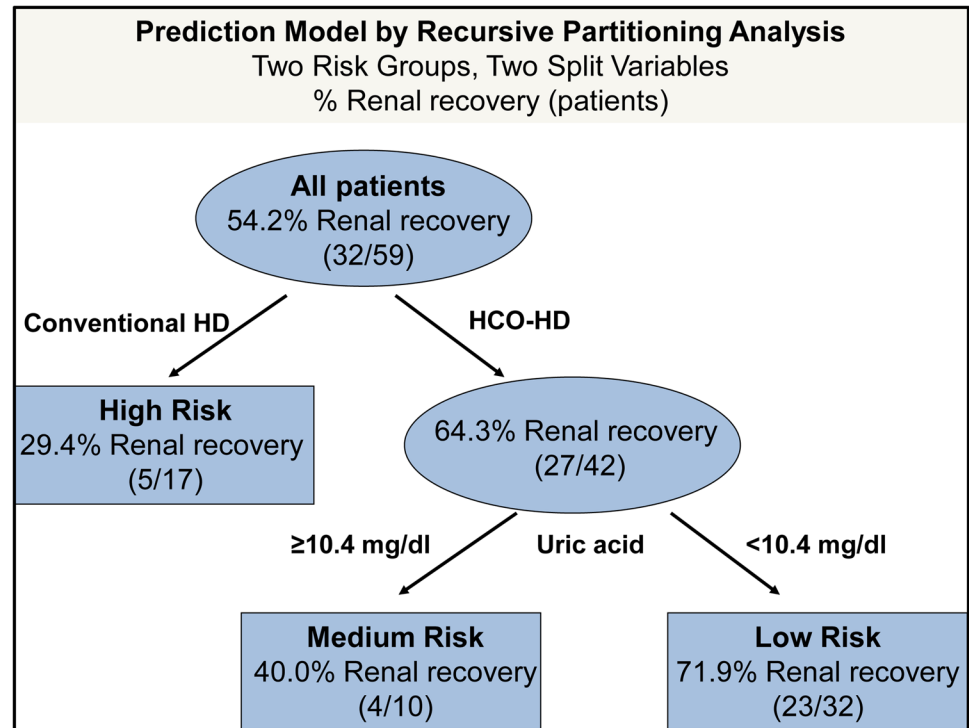 Prediction Model by Recursive Partitioning Analysis
Two Risk Groups, Two Split Variables
% Renal recovery (patients)
All patients
54.2% Renal recovery
(32/59)
Conventional HD
HCO-HD
High Risk
29.4% Renal recovery
(5/17)
64.3% Renal recovery
(27/42)
≥10.4 mg/dl
Uric acid
<10.4 mg/dl
Medium Risk
40.0% Renal recovery
(4/10)
Low Risk
71.9% Renal recovery
(23/32)